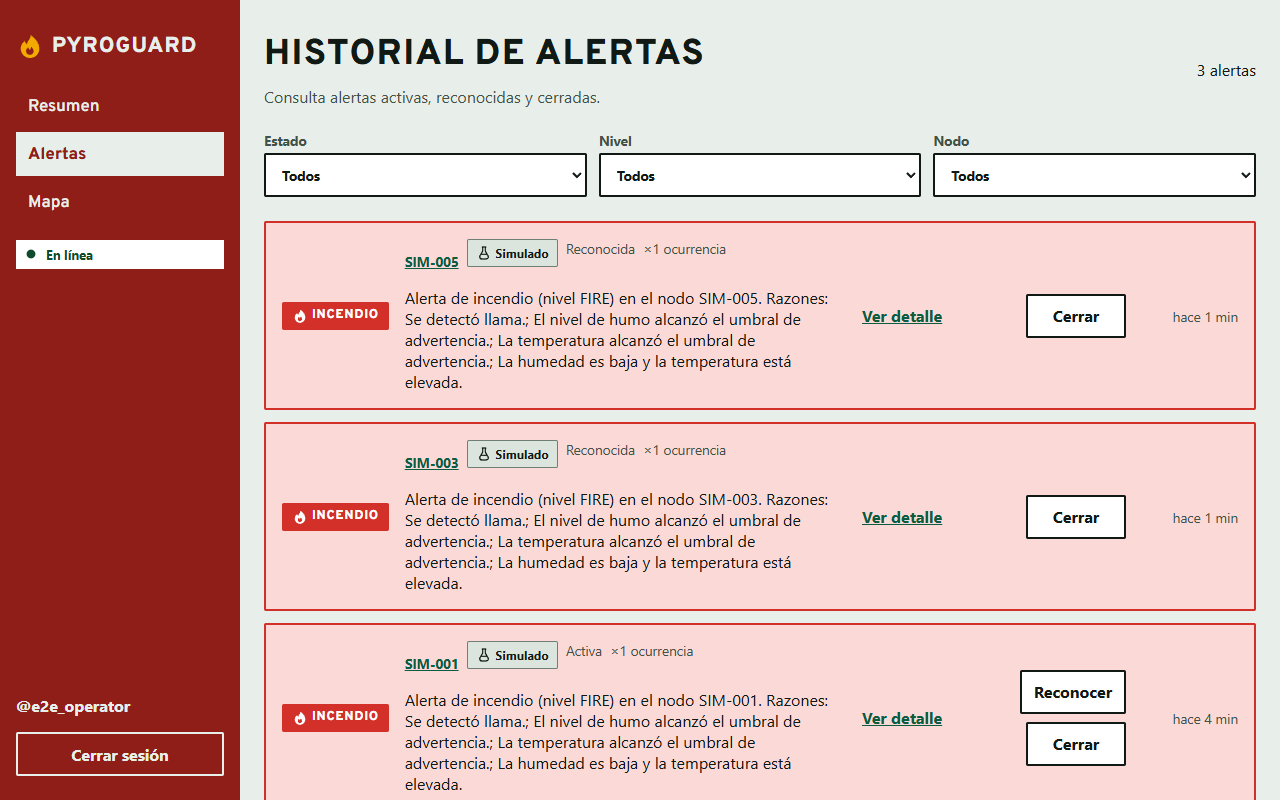 PYROGUARD
Resumen
Alertas
Mapa
En línea
@e2e_operator
Cerrar sesión
HISTORIAL DE ALERTAS
3 alertas
Consulta alertas activas, reconocidas y cerradas.
Estado
Nivel
Nodo
Todos
Todos
Todos
SIM-005 Simulado Reconocida ×1 ocurrencia
INCENDIO
Alerta de incendio (nivel FIRE) en el nodo SIM-005. Razones:
Se detectó llama.; El nivel de humo alcanzó el umbral de
advertencia.; La temperatura alcanzó el umbral de
advertencia.; La humedad es baja y la temperatura está
elevada.
Ver detalle
Cerrar
hace 1 min
SIM-003 Simulado Reconocida ×1 ocurrencia
INCENDIO
Alerta de incendio (nivel FIRE) en el nodo SIM-003. Razones:
Se detectó llama.; El nivel de humo alcanzó el umbral de
advertencia.; La temperatura alcanzó el umbral de
advertencia.; La humedad es baja y la temperatura está
elevada.
Ver detalle
Cerrar
hace 1 min
SIM-001 Simulado Activa ×1 ocurrencia
INCENDIO
Alerta de incendio (nivel FIRE) en el nodo SIM-001. Razones:
Se detectó llama.; El nivel de humo alcanzó el umbral de
advertencia.; La temperatura alcanzó el umbral de
advertencia.; La humedad es baja y la temperatura está
elevada.
Ver detalle
Reconocer
Cerrar
hace 4 min